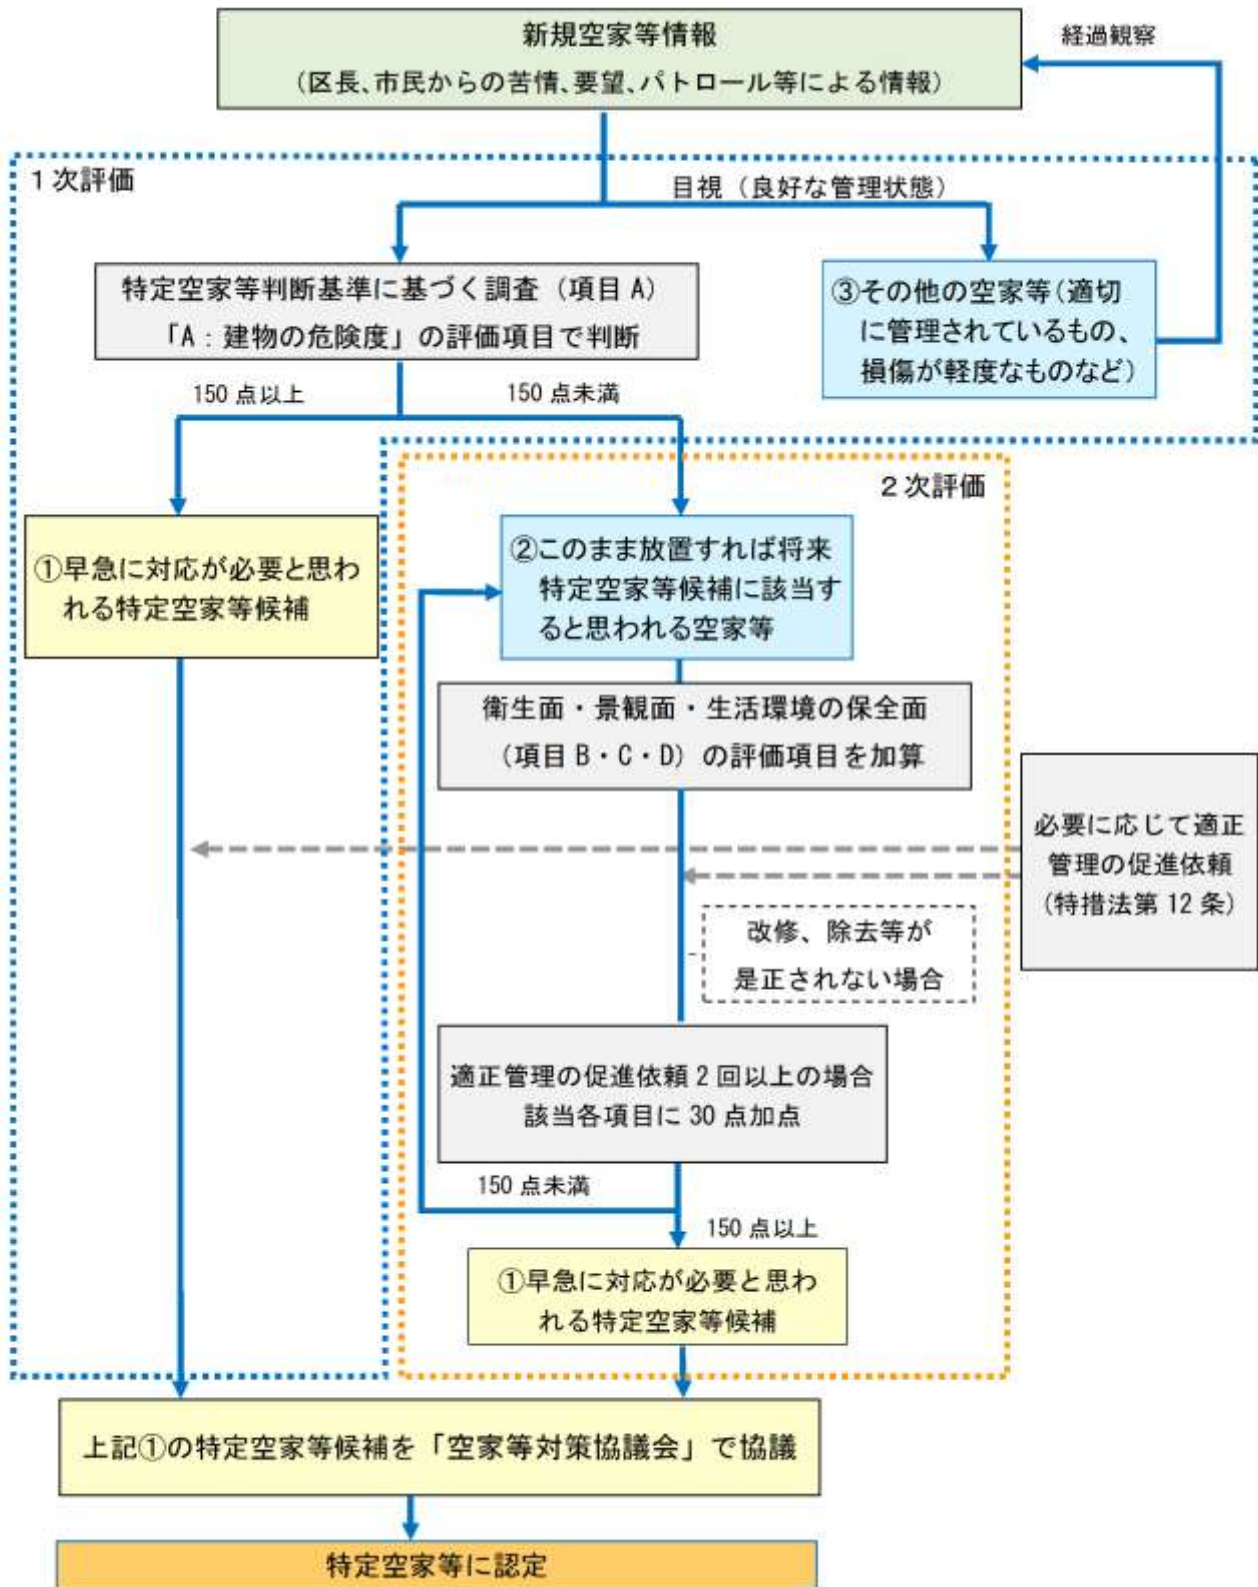 新規空家等情報
（区長、市民からの苦情、要望、パトロール等による情報）
経過観察
1次評価
目視（良好な管理状態）
特定空家等判断基準に基づく調査（項目A）
「A：建物の危険度」の評価項目で判断
③その他の空家等（適切
に管理されているもの、
損傷が軽度なものなど）
150点以上
150点未満
2次評価
①早急に対応が必要と思わ
れる特定空家等候補
②このまま放置すれば将来
特定空家等候補に該当す
ると思われる空家等
衛生面・景観面・生活環境の保全面
（項目B・C・D）の評価項目を加算
必要に応じて適正
管理の促進依頼
（特措法第12条）
改修、除去等が
是正されない場合
適正管理の促進依頼2回以上の場合
該当各項目に30点加点
150点未満
150点以上
①早急に対応が必要と思わ
れる特定空家等候補
上記①の特定空家等候補を「空家等対策協議会」で協議
特定空家等に認定